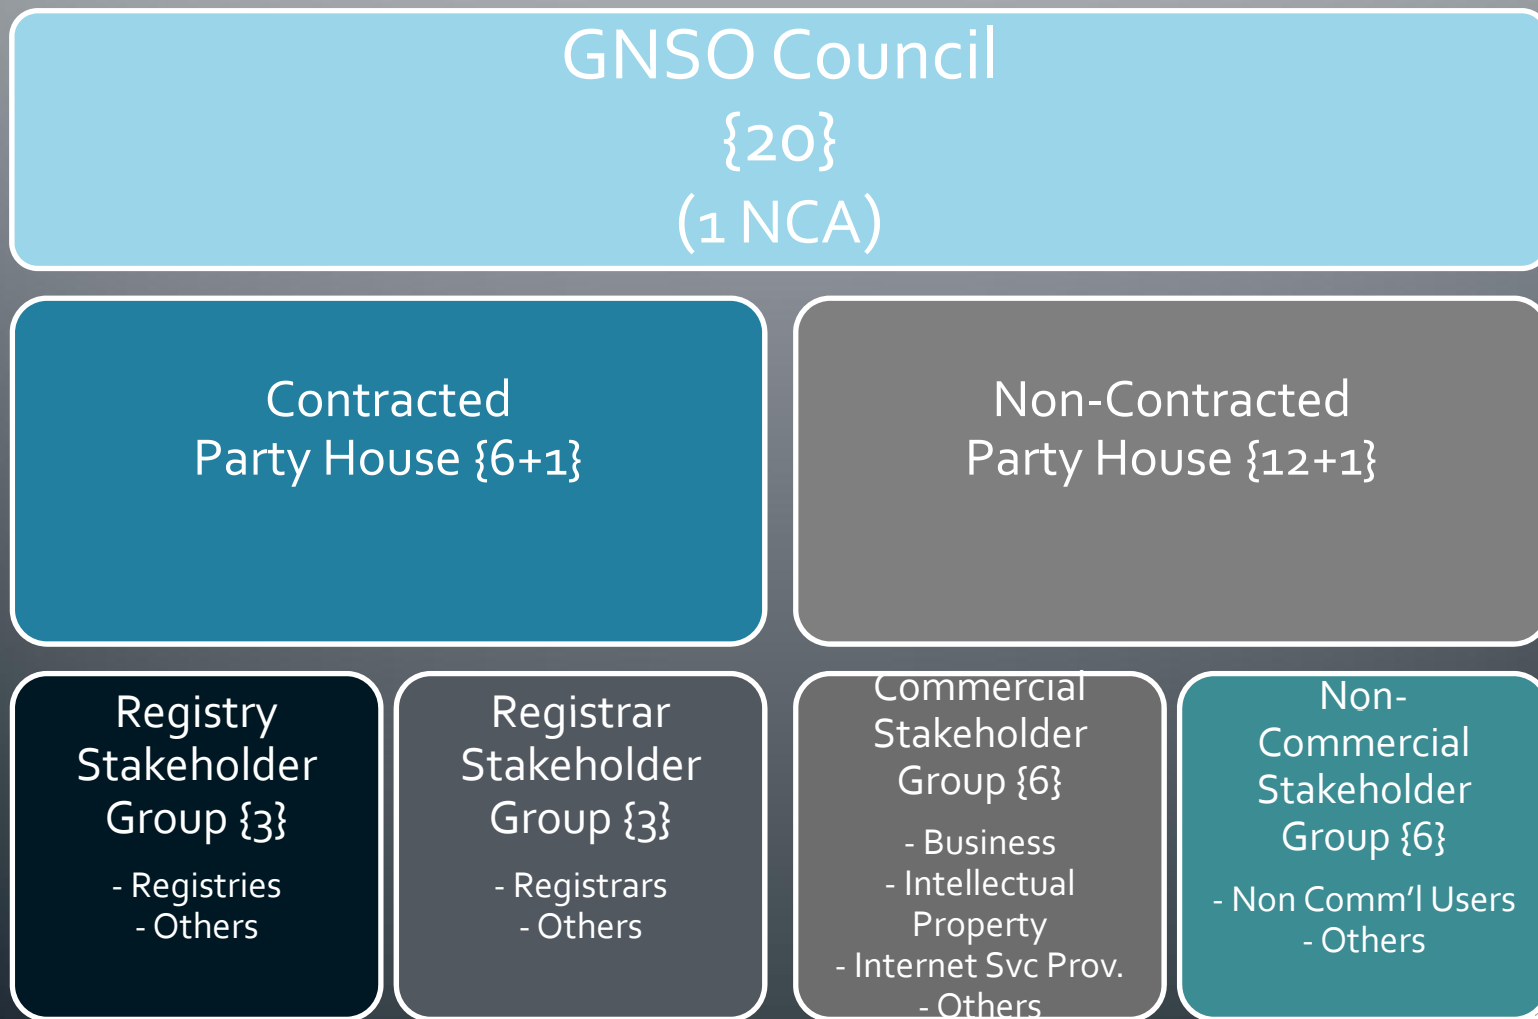 GNSO Council
{20}
(1 NCA)
Contracted
Party House {6+1}
Non-Contracted
Party House {12+1}
Registry
Stakeholder
Group {3}
- Registries
- Others
Registrar
Stakeholder
Group {3}
- Registrars
- Others
Commercial
Stakeholder
Group {6}
- Business
- Intellectual
Property
- Internet Svc Prov.
- Others
Non-
Commercial
Stakeholder
Group {6}
- Non Comm’l Users
- Others